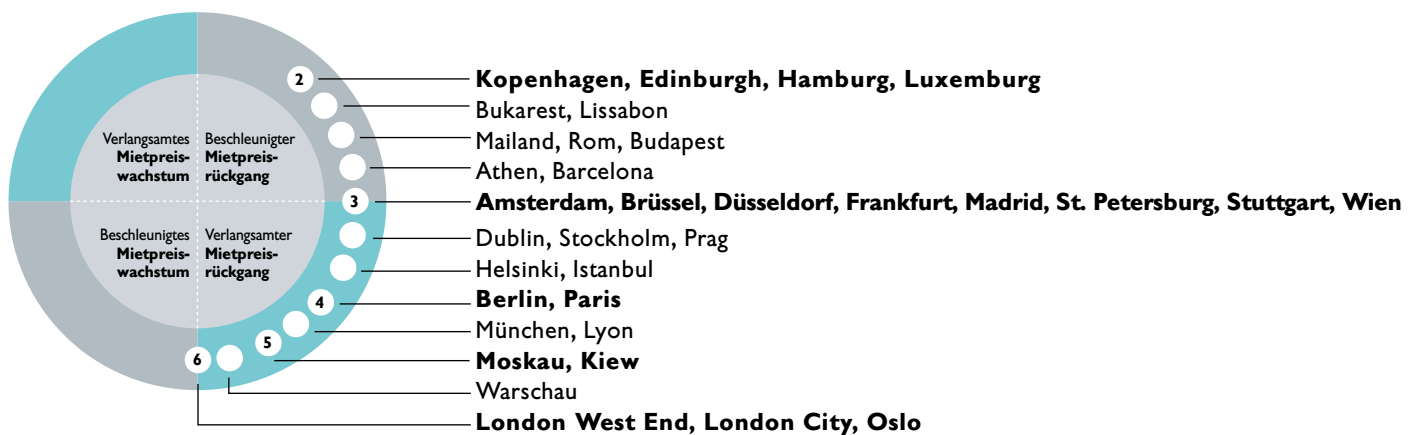 2
Kopenhagen, Edinburgh, Hamburg, Luxemburg
Bukarest, Lissabon
Mailand, Rom, Budapest
Athen, Barcelona
3
Amsterdam, Brüssel, Düsseldorf, Frankfurt, Madrid, St. Petersburg, Stuttgart, Wien
Dublin, Stockholm, Prag
Helsinki, Istanbul
4
Berlin, Paris
München, Lyon
5
Moskau, Kiew
Warschau
6
London West End, London City, Oslo
Verlangsamtes
Mietpreis-
wachstum
Beschleunigter
Mietpreis-
rückgang
Beschleunigtes
Mietpreis-
wachstum
Verlangsamter
Mietpreis-
rückgang